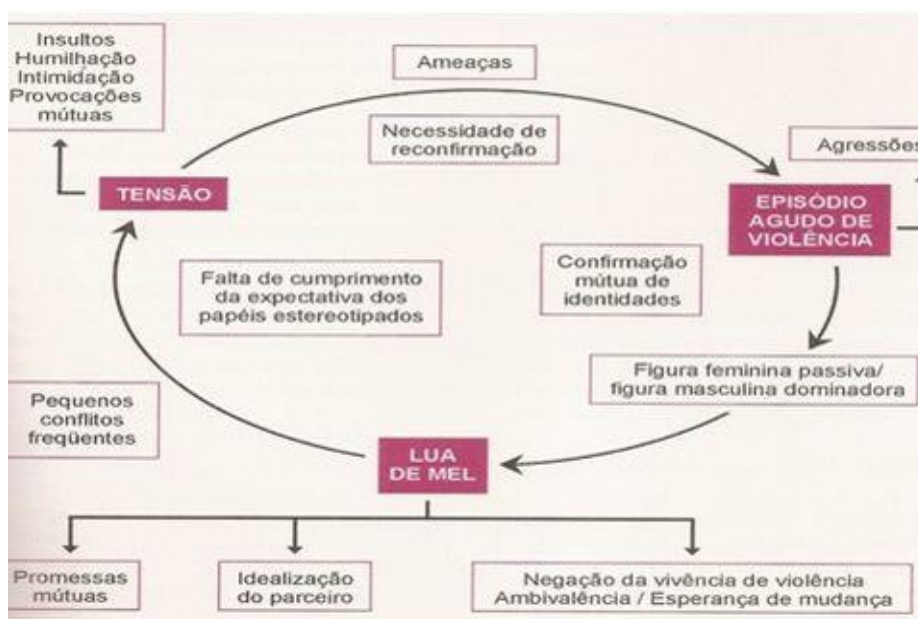 Insultos
Humilhação
Intimidação
Provocações
mútuas
Ameaças
Necessidade de
reconfirmação
Agressões
TENSÃO
EPISÓDIO
AGUDO DE
VIOLÊNCIA
Confirmação
mútua de
identidades
Falta de cumprimento
da expectativa dos
papéis estereotipados
Figura feminina passiva/
figura masculina dominadora
Pequenos
conflitos
freqüentes
LUA
DE MEL
Promessas
mútuas
Idealização
do parceiro
Negação da vivência de violência
Ambivalência / Esperança de mudança